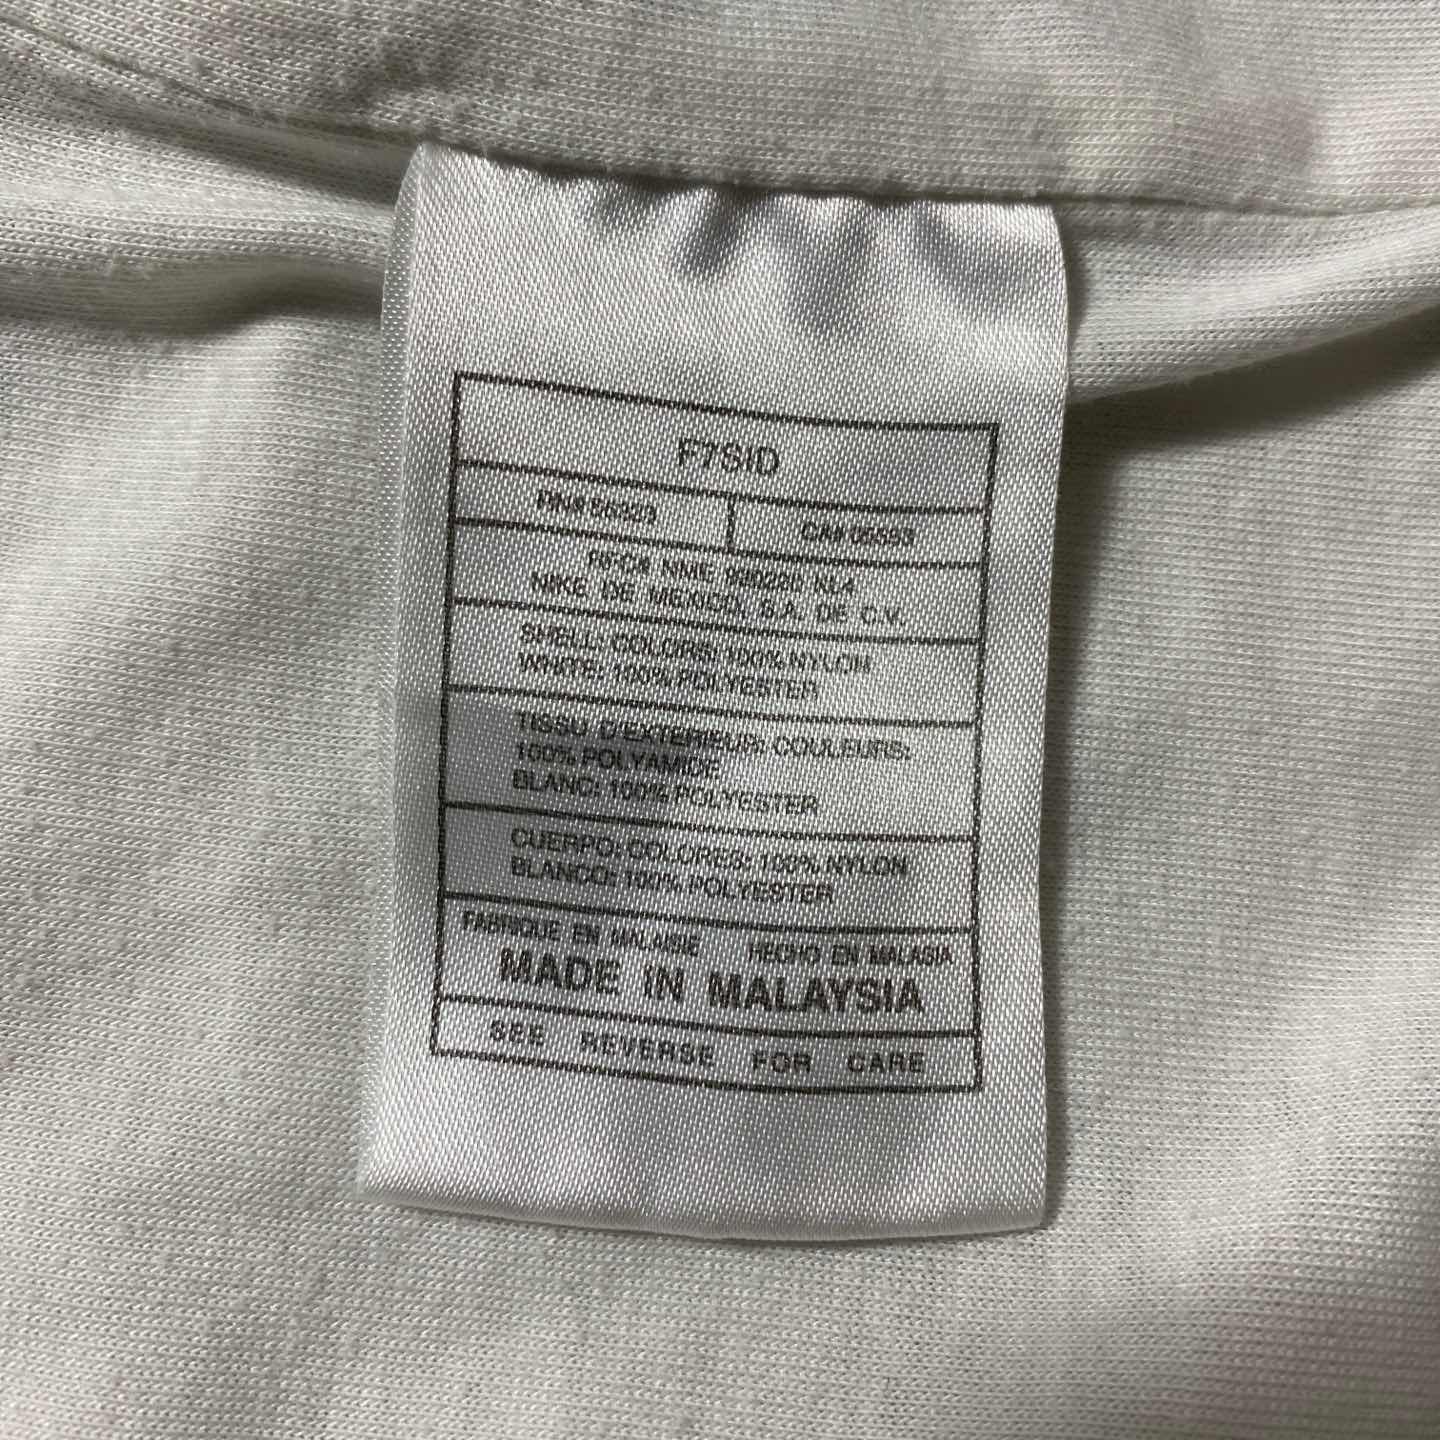 F7SID
RN# 56323 CA# 05553
RFC# NME 920220 NL4
NIKE DE MEXICO, S.A. DE C.V.
SHELL: COLORS: 100% NYLON
WHITE: 100% POLYESTER
TISSU D'EXTERIEUR: COULEURS:
100% POLYAMIDE
BLANC: 100% POLYESTER
CUERPO: COLORES: 100% NYLON
BLANCO: 100% POLYESTER
FABRIQUE EN MALAISIE HECHO EN MALASIA
MADE IN MALAYSIA
SEE REVERSE FOR CARE